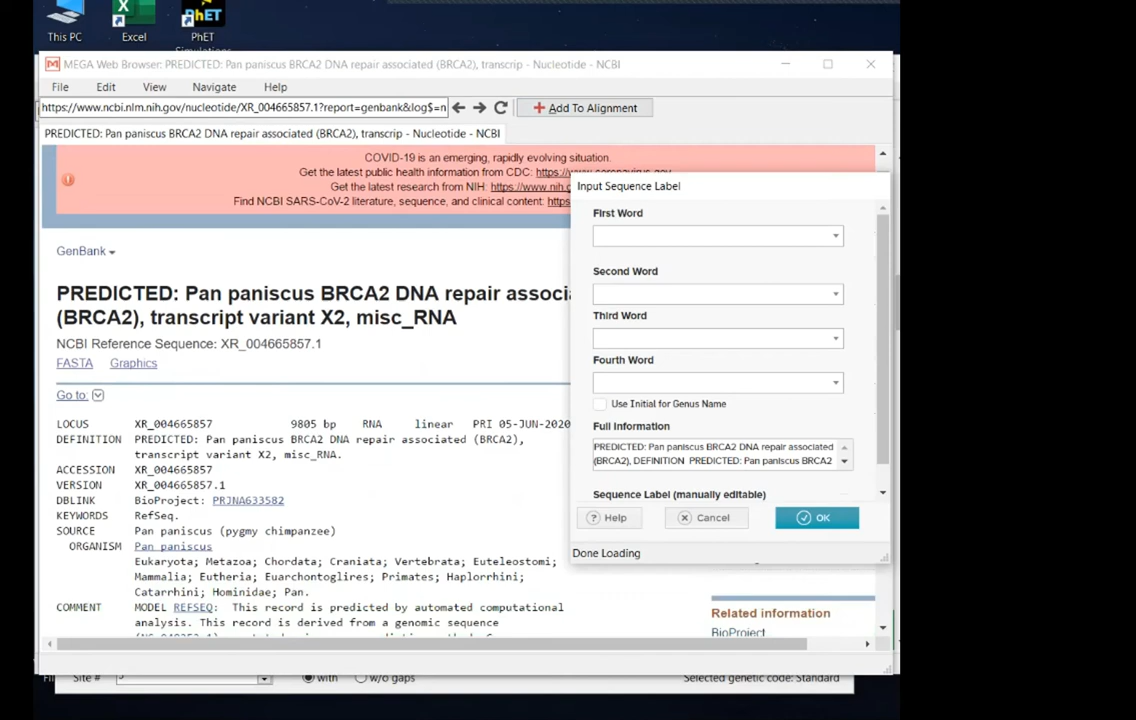 This PC
Excel
PhET
PhET
Simulations
MEGA Web Browser: PREDICTED: Pan paniscus BRCA2 DNA repair associated (BRCA2), transcrip - Nucleotide - NCBI
File Edit View Navigate Help
https://www.ncbi.nlm.nih.gov/nucleotide/XR_004665857.1?report=genbank&log$=n
Add To Alignment
PREDICTED: Pan paniscus BRCA2 DNA repair associated (BRCA2), transcrip - Nucleotide - NCBI
COVID-19 is an emerging, rapidly evolving situation.
Get the latest public health information from CDC: https://www.coronavirus.gov
Get the latest research from NIH: https://www.nih.g
Find NCBI SARS-CoV-2 literature, sequence, and clinical content: https
GenBank
PREDICTED: Pan paniscus BRCA2 DNA repair associa
(BRCA2), transcript variant X2, misc_RNA
NCBI Reference Sequence: XR_004665857.1
FASTA Graphics
Go to:
LOCUS XR_004665857 9805 bp RNA linear PRI 05-JUN-2020
DEFINITION PREDICTED: Pan paniscus BRCA2 DNA repair associated (BRCA2),
transcript variant X2, misc_RNA.
ACCESSION XR_004665857
VERSION XR_004665857.1
DBLINK BioProject: PRJNA633582
KEYWORDS RefSeq.
SOURCE Pan paniscus (pygmy chimpanzee)
ORGANISM Pan paniscus
Eukaryota; Metazoa; Chordata; Craniata; Vertebrata; Euteleostomi;
Mammalia; Eutheria; Euarchontoglires; Primates; Haplorrhini;
Catarrhini; Hominidae; Pan.
COMMENT MODEL REFSEQ: This record is predicted by automated computational
analysis. This record is derived from a genomic sequence
Input Sequence Label
First Word
Second Word
Third Word
Fourth Word
Use Initial for Genus Name
Full Information
PREDICTED: Pan paniscus BRCA2 DNA repair associated
(BRCA2), DEFINITION PREDICTED: Pan paniscus BRCA2
Sequence Label (manually editable)
Help Cancel OK
Done Loading
Related information
BioProject
Site # with w/o gaps Selected genetic code: Standard